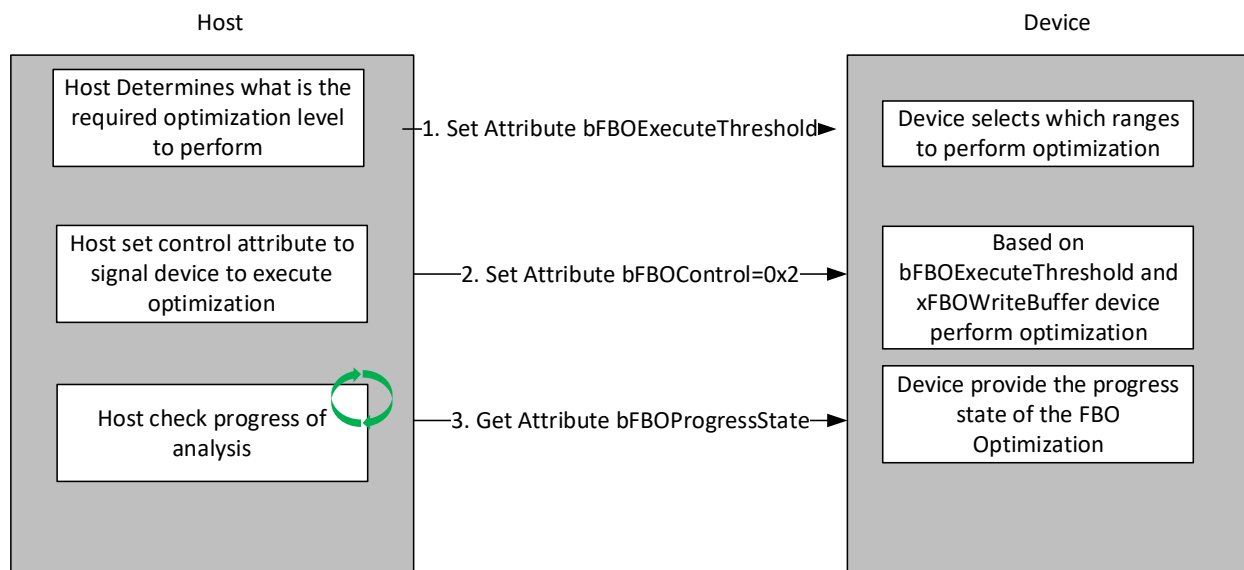 Host
Device
Host Determines what is the
required optimization level
to perform
1. Set Attribute bFBOExecuteThreshold
Device selects which ranges
to perform optimization
Host set control attribute to
signal device to execute
optimization
2. Set Attribute bFBOControl=0x2
Based on
bFBOExecuteThreshold and
xFBOWriteBuffer device
perform optimization
Host check progress of
analysis
3. Get Attribute bFBOProgressState
Device provide the progress
state of the FBO
Optimization